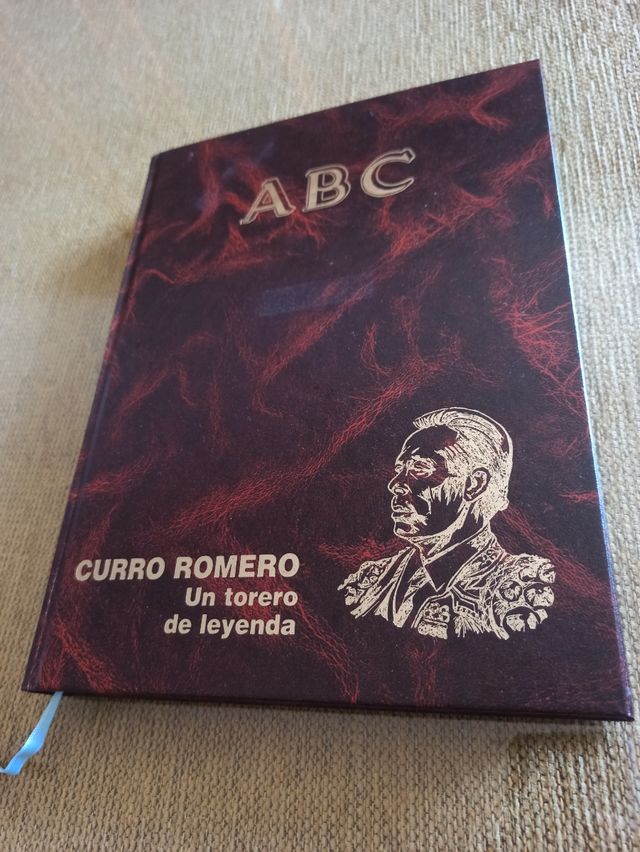 ABC
CURRO ROMERO
Un torero
de leyenda